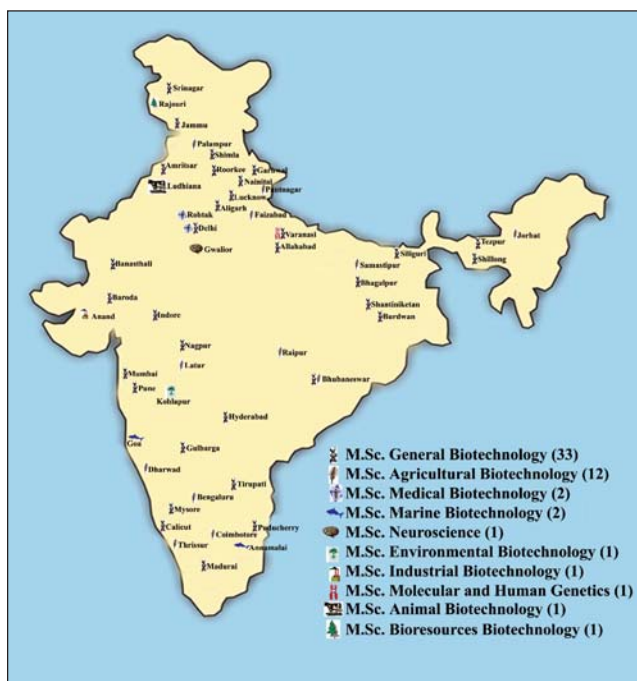 Srinagar
Rajouri
Jammu
Palampur
Shimla
Amritsar
Roorkee
Garhwal
Nainital
Ludhiana
Pantnagar
Lucknow
Aligarh
Faizabad
Rohtak
Delhi
Varanasi
Gwalior
Allahabad
Jorhat
Tezpur
Siliguri
Shillong
Banasthali
Samastipur
Bhagalpur
Baroda
Shantiniketan
Anand
Indore
Burdwan
Nagpur
Raipur
Latur
Mumbai
Bhubaneswar
Pune
Kohlapur
Hyderabad
Goa
Gulbarga
Dharwad
Tirupati
Bengaluru
Mysore
Calicut
Puducherry
Coimbotore
Thrissur
Annamalai
Madurai
M.Sc. General Biotechnology (33)
M.Sc. Agricultural Biotechnology (12)
M.Sc. Medical Biotechnology (2)
M.Sc. Marine Biotechnology (2)
M.Sc. Neuroscience (1)
M.Sc. Environmental Biotechnology (1)
M.Sc. Industrial Biotechnology (1)
M.Sc. Molecular and Human Genetics (1)
M.Sc. Animal Biotechnology (1)
M.Sc. Bioresources Biotechnology (1)